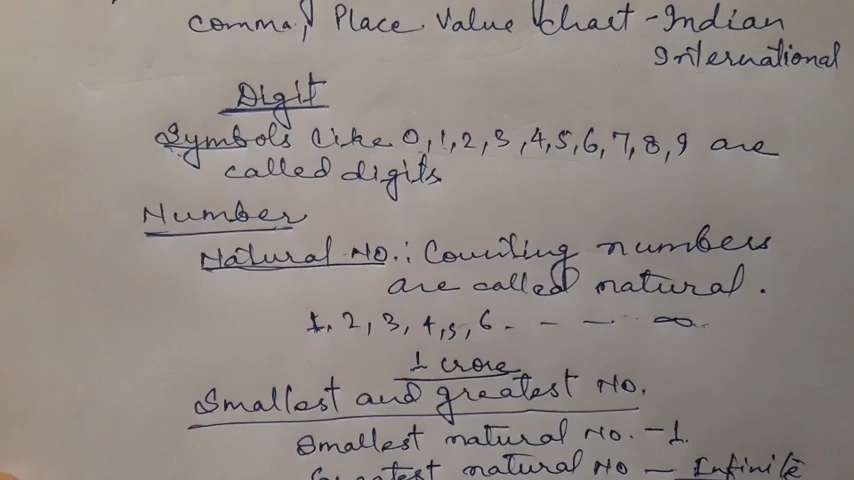 comma, Place Value Chart - Indian
International
Digit
Symbols like 0, 1, 2, 3, 4, 5, 6, 7, 8, 9 are
called digits
Number
Natural No.: Counting numbers
are called natural.
1, 2, 3, 4, 5, 6 - - - ∞
1 crore
Smallest and greatest No.
Smallest natural No. - 1.
Greatest natural No - Infinite